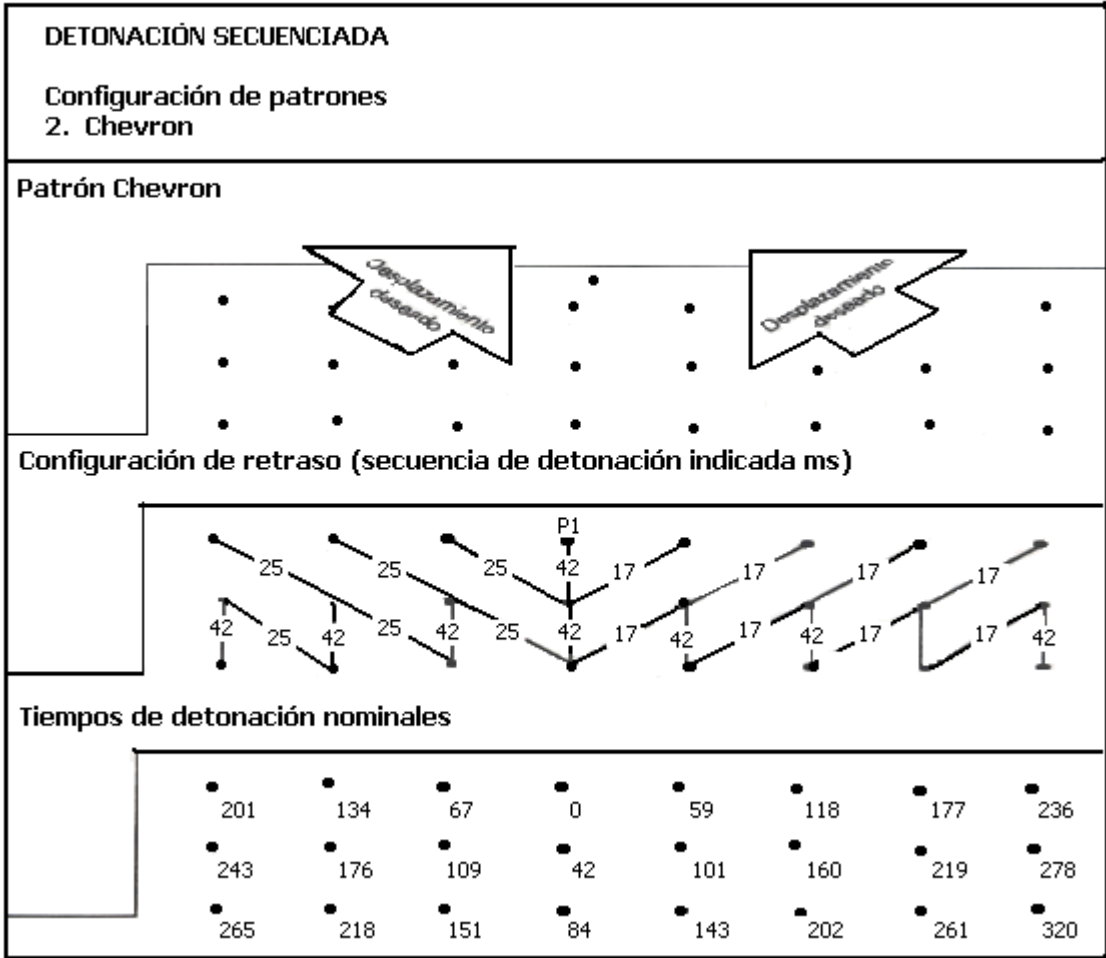 DETONACIÓN SECUENCIADA
Configuración de patrones
2. Chevron
Patrón Chevron
Desplazamiento
deseado
Desplazamiento
deseado
Configuración de retraso (secuencia de detonación indicada ms)
P1
25 25 25 42 17 17 17 17
42 25 42 25 42 25 42 17 42 17 42 17 17 42
Tiempos de detonación nominales
201 134 67 0 59 118 177 236
243 176 109 42 101 160 219 278
265 218 151 84 143 202 261 320